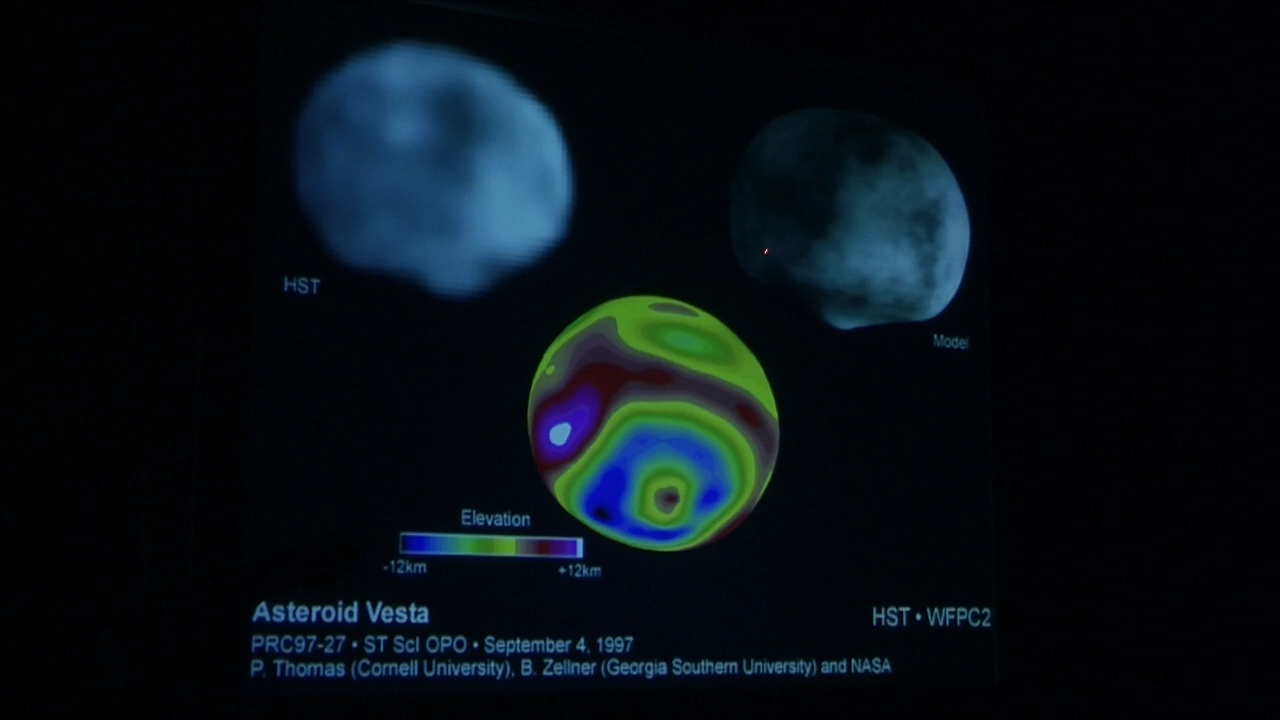 HST
Model
Elevation
-12km +12km
Asteroid Vesta
HST • WFPC2
PRC97-27 • ST ScI OPO • September 4, 1997
P. Thomas (Cornell University), B. Zellner (Georgia Southern University) and NASA